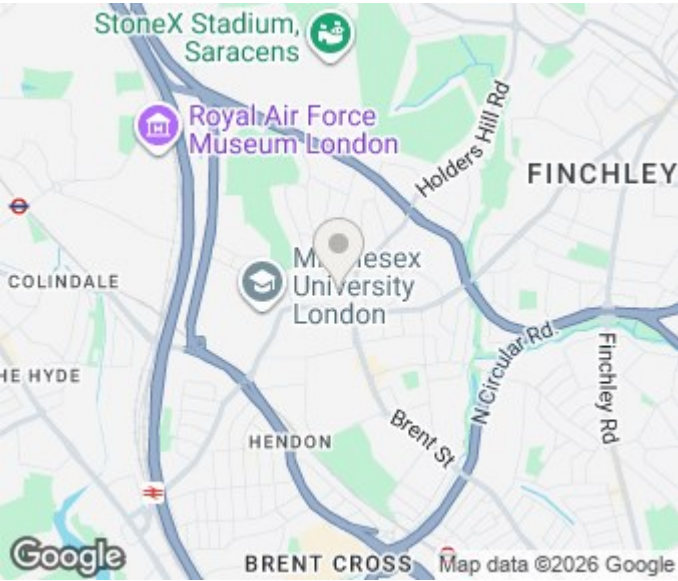 StoneX Stadium,
Saracens
Royal Air Force
Museum London
Holders Hill Rd
FINCHLEY
COLINDALE
University
London
N Circular Rd
Finchley Rd
HE HYDE
Brent St
HENDON
BRENT CROSS
Google
Map data ©2026 Google